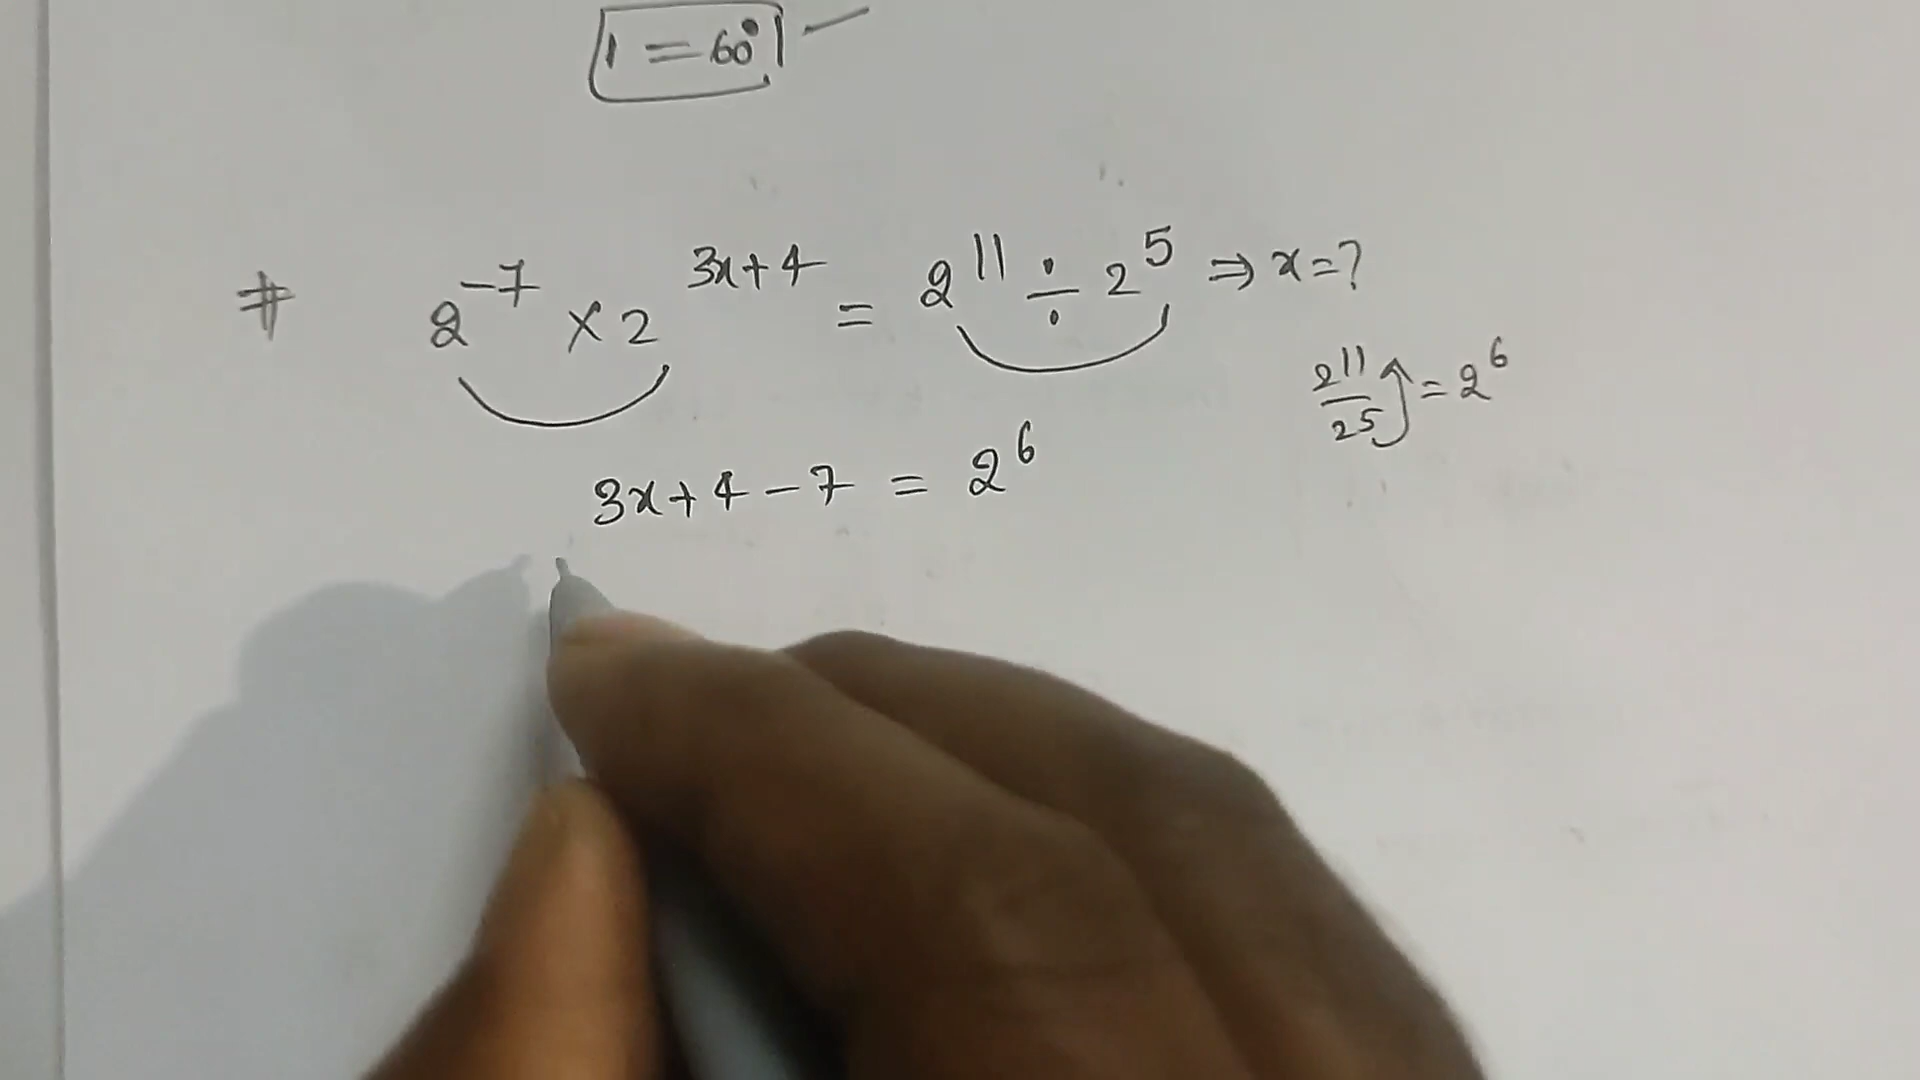 1 = 60°
# 2^-7 × 2^3x+4 = 2^11 ÷ 2^5 ⇒ x=?
2^11/2^5 = 2^6
3x+4-7 = 2^6